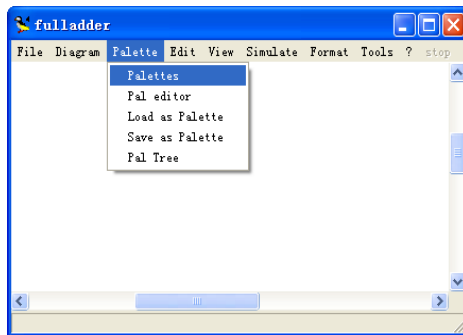 fulladder
File Diagram Palette Edit View Simulate Format Tools ? stop
Palettes
Pal editor
Load as Palette
Save as Palette
Pal Tree